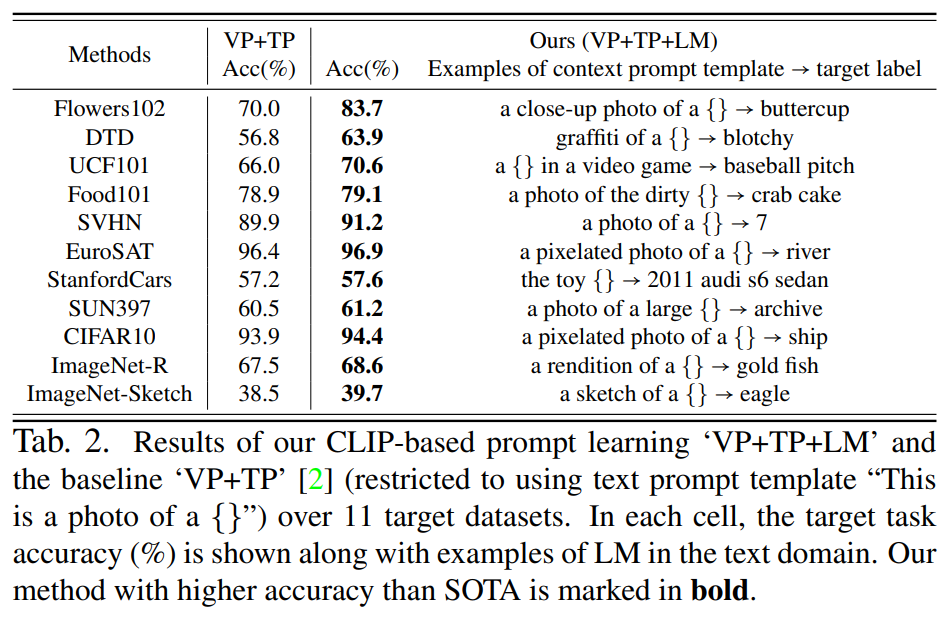 Methods VP+TP Acc(%) Ours (VP+TP+LM)
Acc(%) Examples of context prompt template → target label
Flowers102 70.0 83.7 a close-up photo of a {} → buttercup
DTD 56.8 63.9 graffiti of a {} → blotchy
UCF101 66.0 70.6 a {} in a video game → baseball pitch
Food101 78.9 79.1 a photo of the dirty {} → crab cake
SVHN 89.9 91.2 a photo of a {} → 7
EuroSAT 96.4 96.9 a pixelated photo of a {} → river
StanfordCars 57.2 57.6 the toy {} → 2011 audi s6 sedan
SUN397 60.5 61.2 a photo of a large {} → archive
CIFAR10 93.9 94.4 a pixelated photo of a {} → ship
ImageNet-R 67.5 68.6 a rendition of a {} → gold fish
ImageNet-Sketch 38.5 39.7 a sketch of a {} → eagle
Tab. 2. Results of our CLIP-based prompt learning ‘VP+TP+LM’ and
the baseline ‘VP+TP’ [2] (restricted to using text prompt template “This
is a photo of a {}”) over 11 target datasets. In each cell, the target task
accuracy (%) is shown along with examples of LM in the text domain. Our
method with higher accuracy than SOTA is marked in bold.